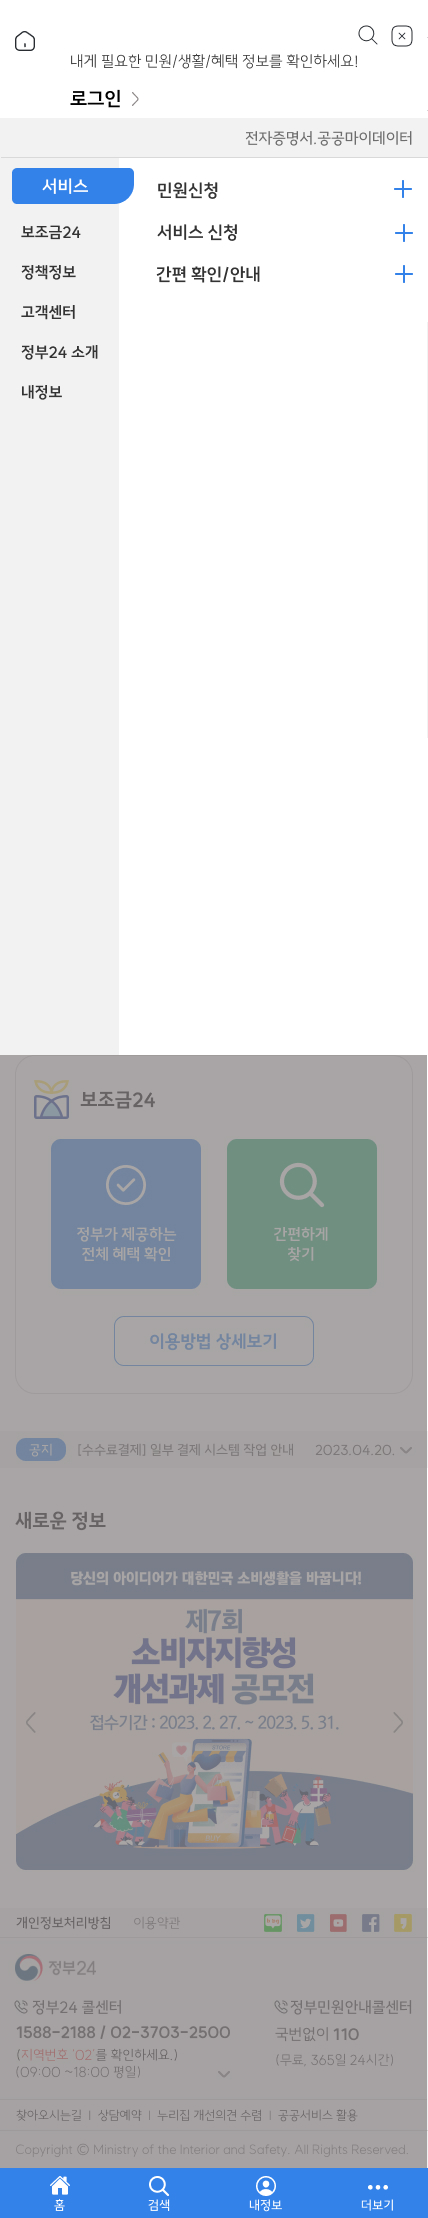 내게 필요한 민원/생활/혜택 정보를 확인하세요!
로그인
전자증명서.공공마이데이터
서비스
보조금24
정책정보
고객센터
정부24 소개
내정보
민원신청
서비스 신청
간편 확인/안내
보조금24
정부가 제공하는
전체 혜택 확인
간편하게
찾기
이용방법 상세보기
공지 [수수료결제] 일부 결제 시스템 작업 안내 2023.04.20.
새로운 정보
당신의 아이디어가 대한민국 소비생활을 바꿉니다!
제7회
소비자지향성
개선과제 공모전
접수기간 : 2023. 2. 27. ~ 2023. 5. 31.
개인정보처리방침 이용약관
정부24
정부24 콜센터
1588-2188 / 02-3703-2500
(지역번호 '02'를 확인하세요.)
(09:00 ~18:00 평일)
정부민원안내콜센터
국번없이 110
(무료, 365일 24시간)
찾아오시는길 | 상담예약 | 누리집 개선의견 수렴 | 공공서비스 활용
Copyright © Ministry of the Interior and Safety. All Rights Reserved.
홈 검색 내정보 더보기